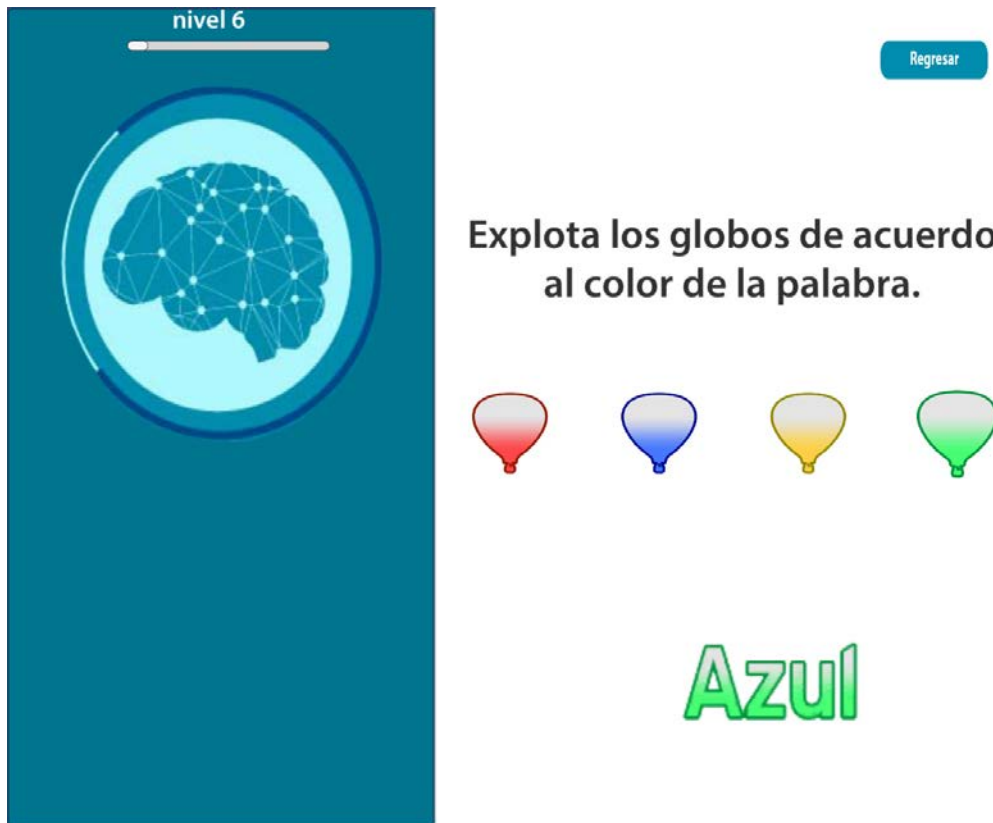 nivel 6
Regresar
Explota los globos de acuerdo
al color de la palabra.
Azul